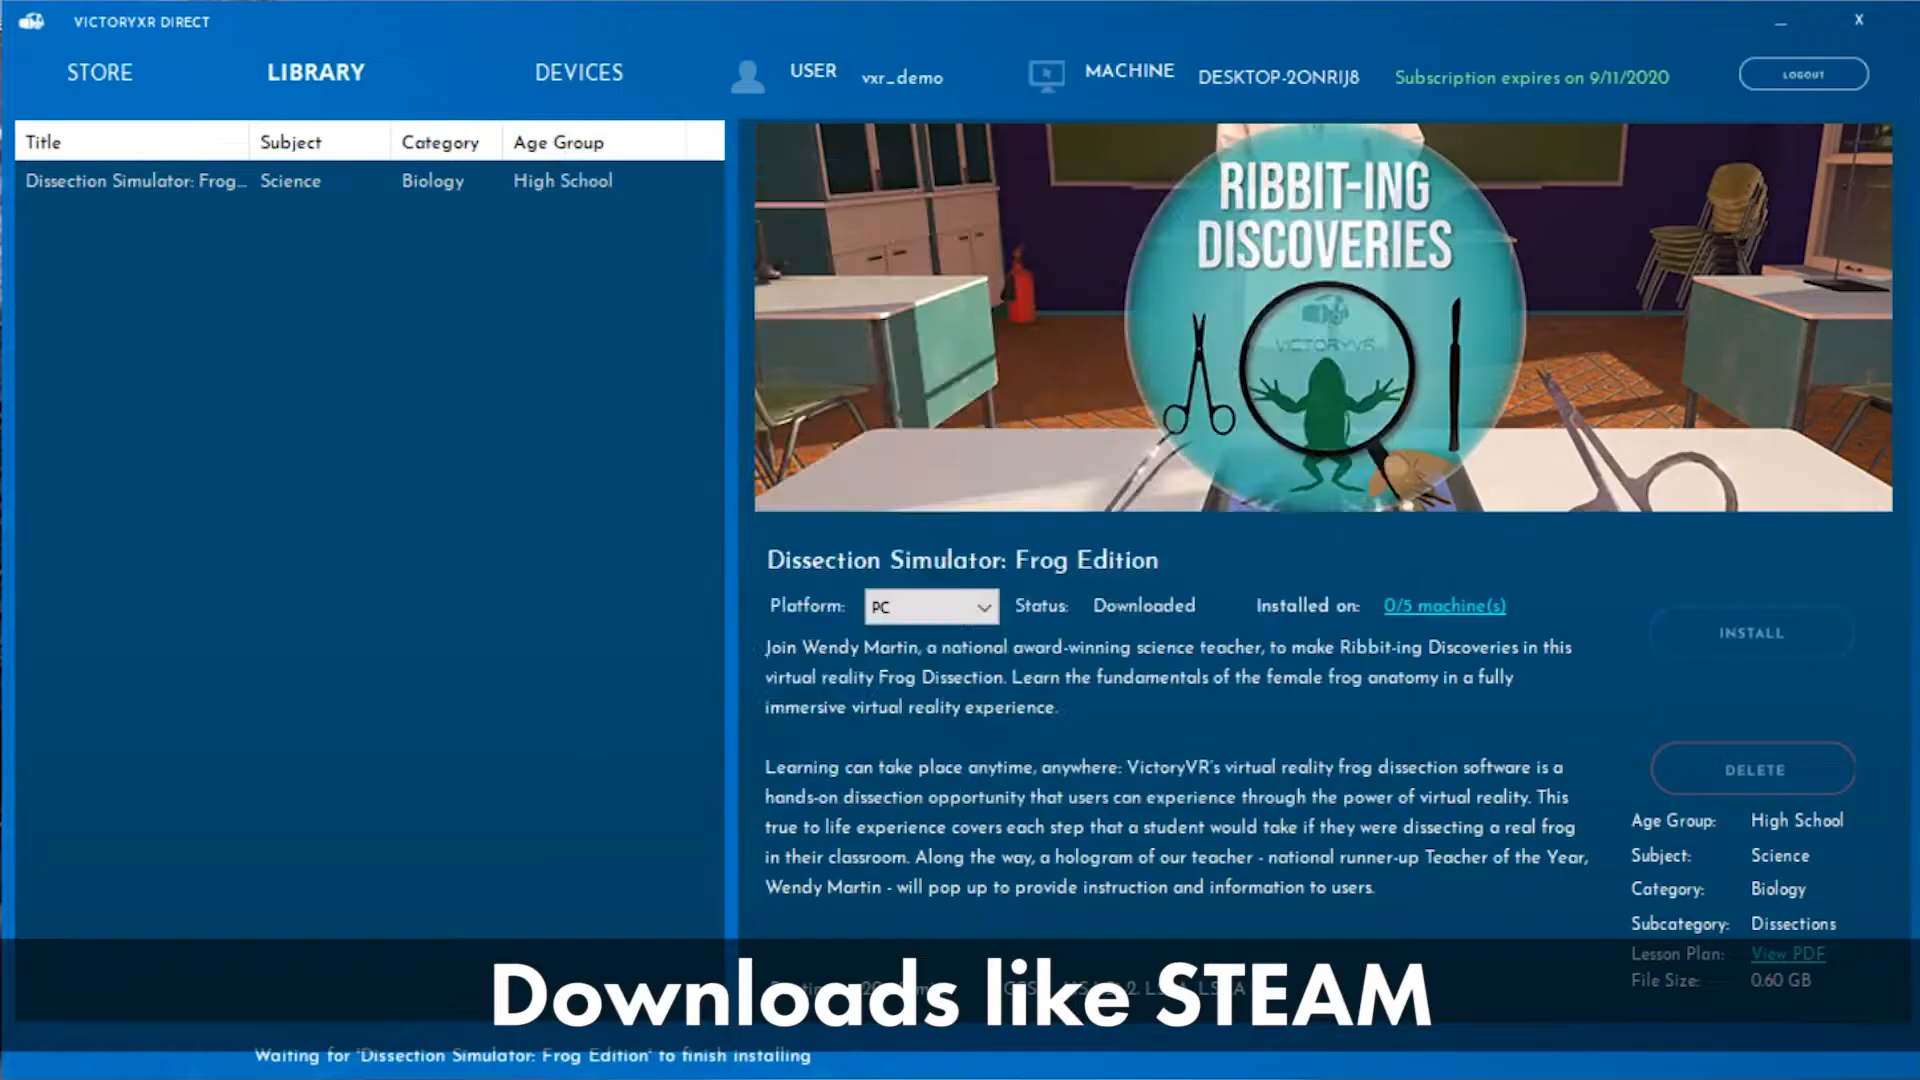 VICTORYXR DIRECT
X
STORE
LIBRARY
DEVICES
USER
vxr_demo
MACHINE
DESKTOP-2ONRIJ8
Subscription expires on 9/11/2020
LOGOUT
Title
Subject
Category
Age Group
Dissection Simulator: Frog...
Science
Biology
High School
RIBBIT-ING
DISCOVERIES
VICTORYVR
Dissection Simulator: Frog Edition
Platform:
PC
Status:
Downloaded
Installed on:
0/5 machine(s)
INSTALL
Join Wendy Martin, a national award-winning science teacher, to make Ribbit-ing Discoveries in this
virtual reality Frog Dissection. Learn the fundamentals of the female frog anatomy in a fully
immersive virtual reality experience.
Learning can take place anytime, anywhere: VictoryVR's virtual reality frog dissection software is a
hands-on dissection opportunity that users can experience through the power of virtual reality. This
true to life experience covers each step that a student would take if they were dissecting a real frog
in their classroom. Along the way, a hologram of our teacher - national runner-up Teacher of the Year,
Wendy Martin - will pop up to provide instruction and information to users.
DELETE
Age Group: High School
Subject: Science
Category: Biology
Subcategory: Dissections
Lesson Plan: View PDF
File Size: 0.60 GB
Downloads like STEAM
Waiting for 'Dissection Simulator: Frog Edition' to finish installing